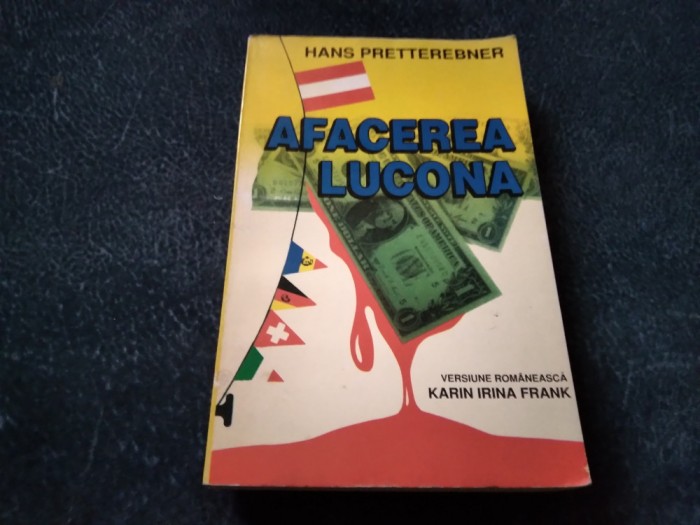 HANS PRETTEREBNER
AFACEREA
LUCONA
VERSIUNE ROMÂNEASCĂ
KARIN IRINA FRANK